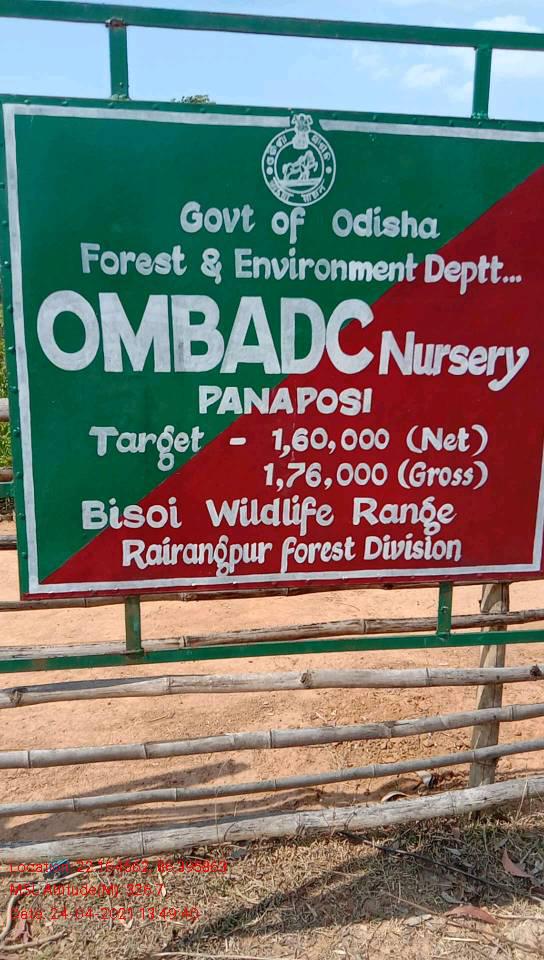 Govt of Odisha
Forest & Environment Deptt...
OMBADC Nursery
PANAPOSI
Target - 1,60,000 (Net)
1,76,000 (Gross)
Bisoi Wildlife Range
Rairangpur forest Division
MSL Altitude(M): 326.7
Date: 24-04-2021 11:49:40